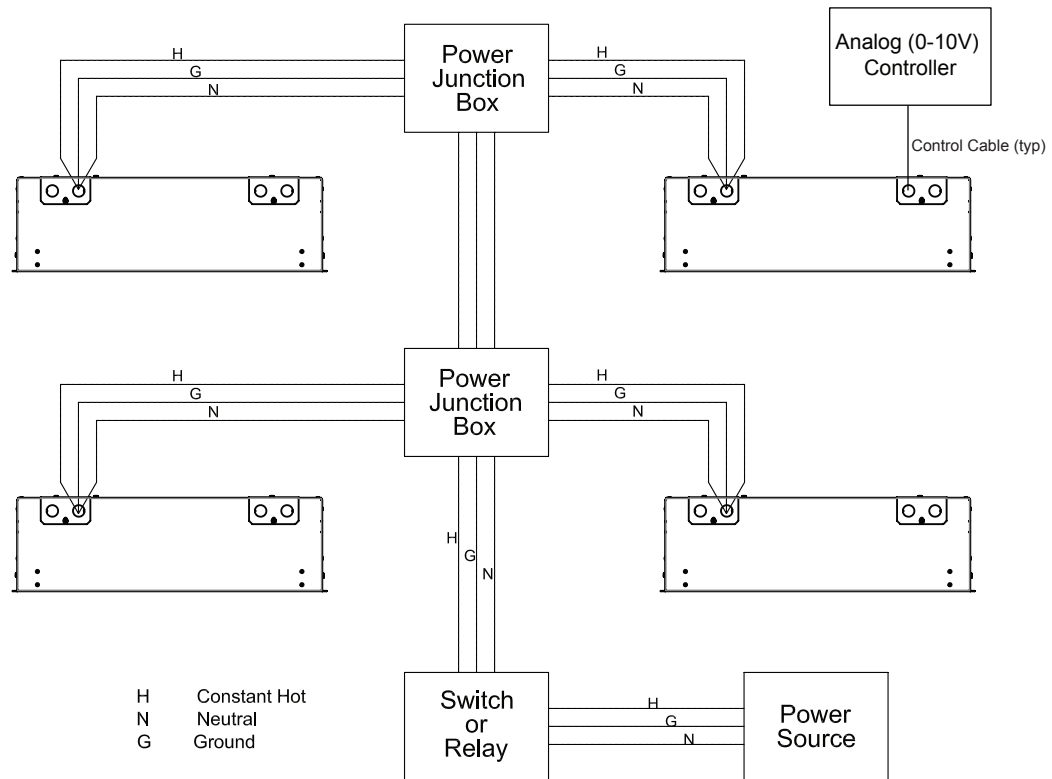 H
G
N
Power
Junction
Box
H
G
N
Analog (0-10V)
Controller
Control Cable (typ)
H
G
N
Power
Junction
Box
H
G
N
H
G
N
H Constant Hot
N Neutral
G Ground
Switch
or
Relay
H
G
N
Power
Source